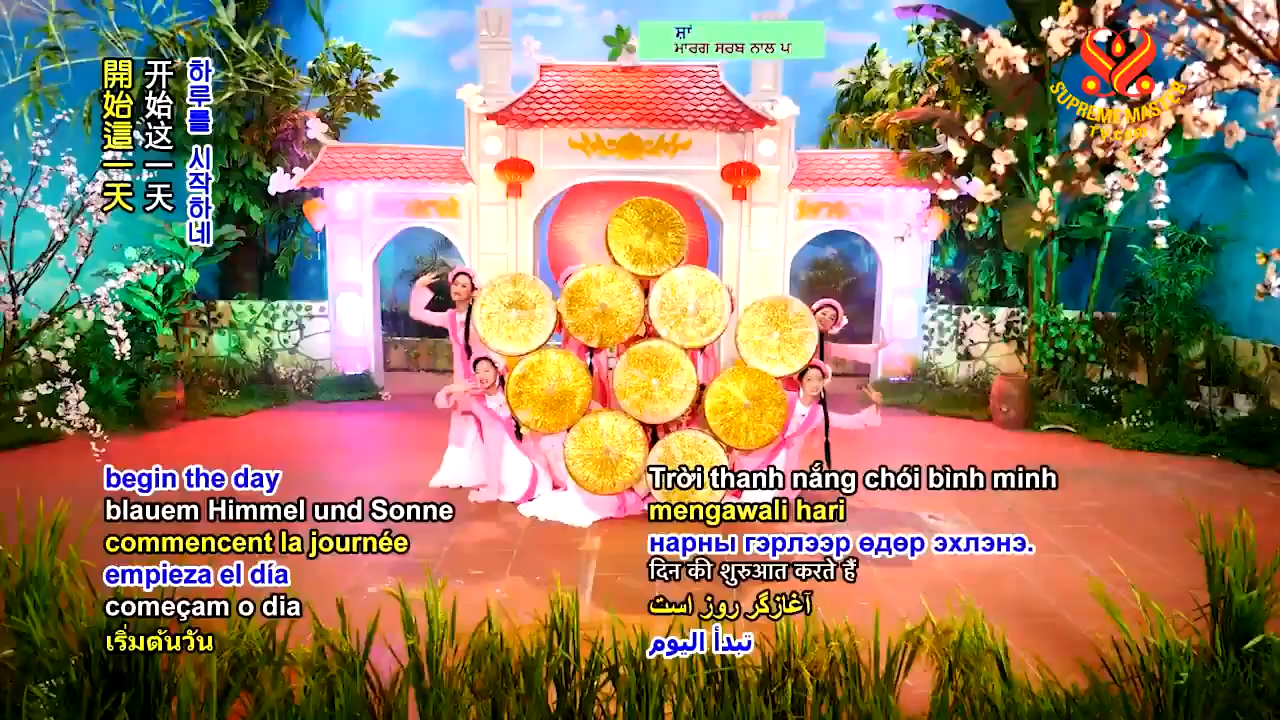 開始這一天
开始这一天
하루를 시작하네
ਸ਼ਾਂ
ਮਾਰਗ ਸਰਬ ਨਾਲ ਪ
SUPREME MASTER
TV.com
begin the day
blauem Himmel und Sonne
commencent la journée
empieza el día
começam o dia
เริ่มต้นวัน
Trời thanh nắng chói bình minh
mengawali hari
нарны гэрлээр өдөр эхлэнэ.
दिन की शुरुआत करते हैं
آغازگر روز است
تبدأ اليوم